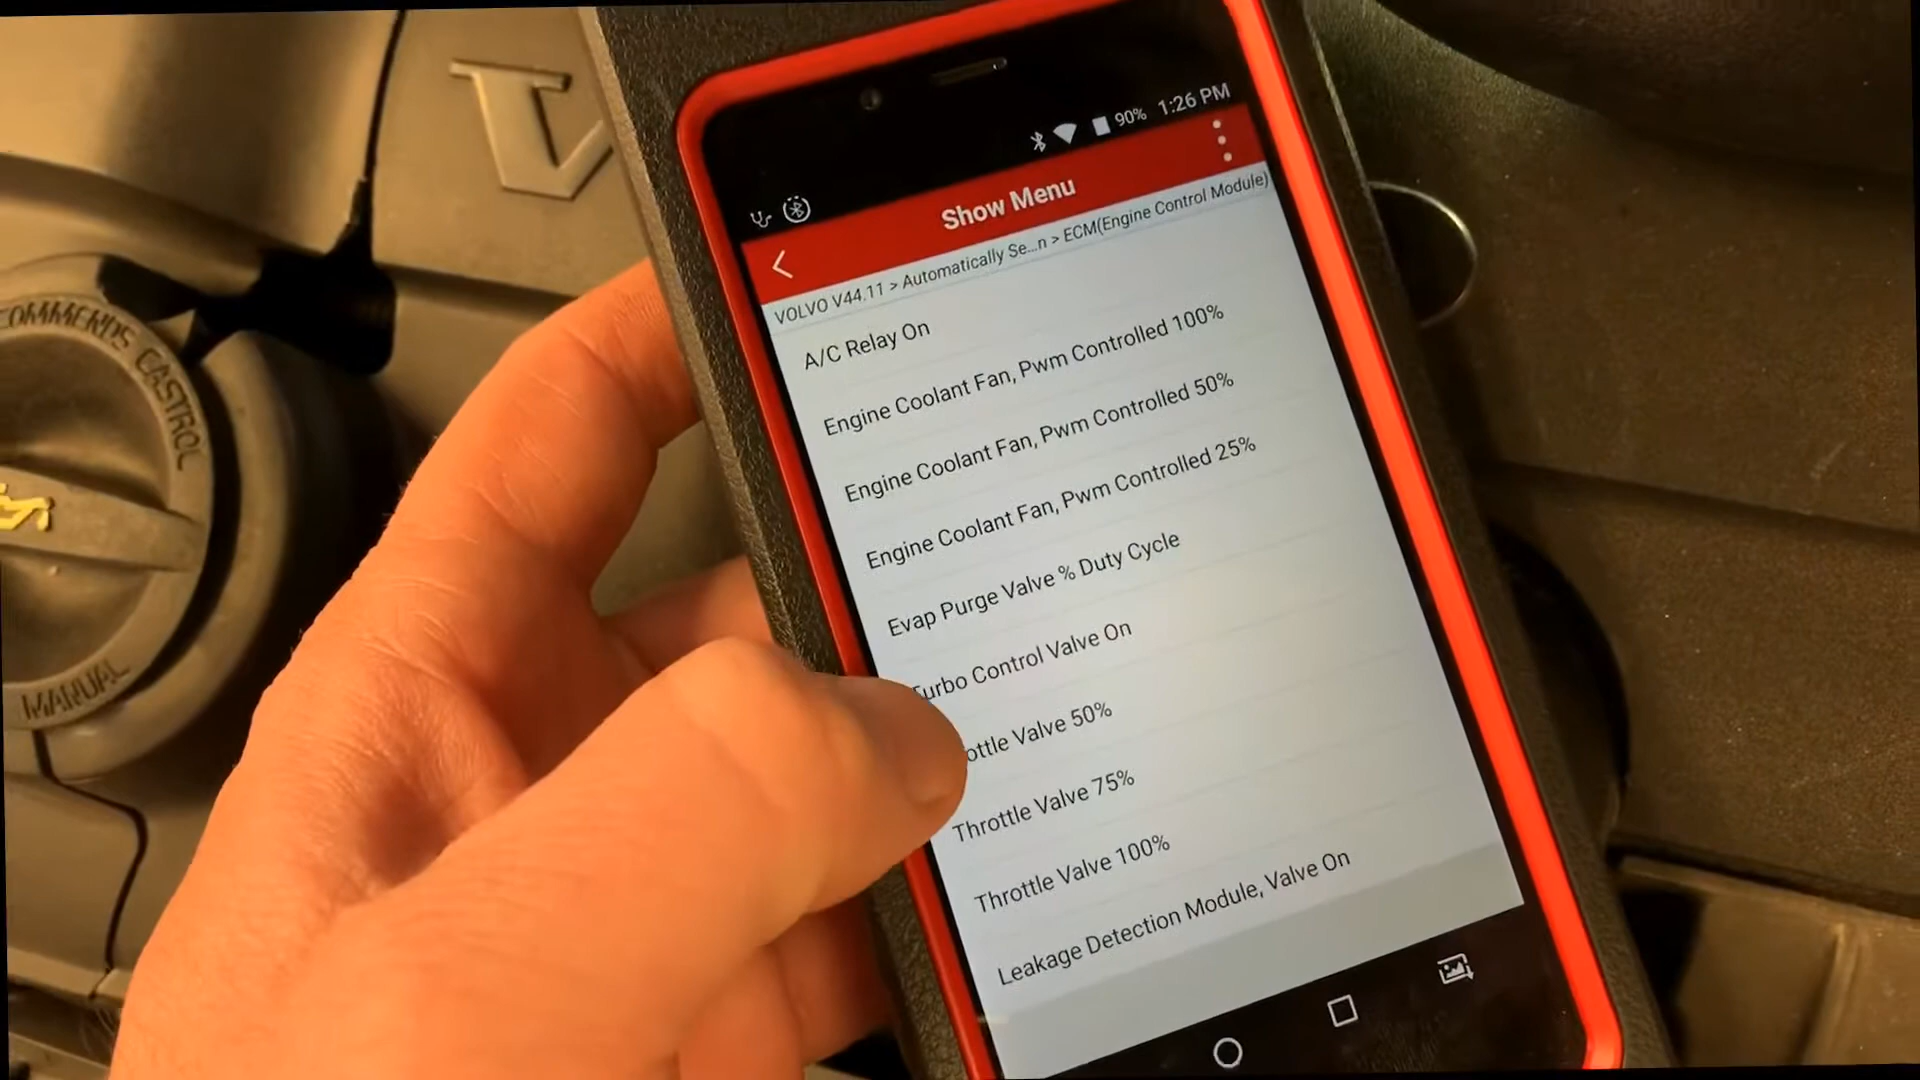 V
90% 1:26 PM
Show Menu
VOLVO V44.11 > Automatically Se...n > ECM(Engine Control Module)
A/C Relay On
Engine Coolant Fan, Pwm Controlled 100%
Engine Coolant Fan, Pwm Controlled 50%
Engine Coolant Fan, Pwm Controlled 25%
Evap Purge Valve % Duty Cycle
Turbo Control Valve On
ottle Valve 50%
Throttle Valve 75%
Throttle Valve 100%
Leakage Detection Module, Valve On
COMMENDS CASTROL
MANUAL